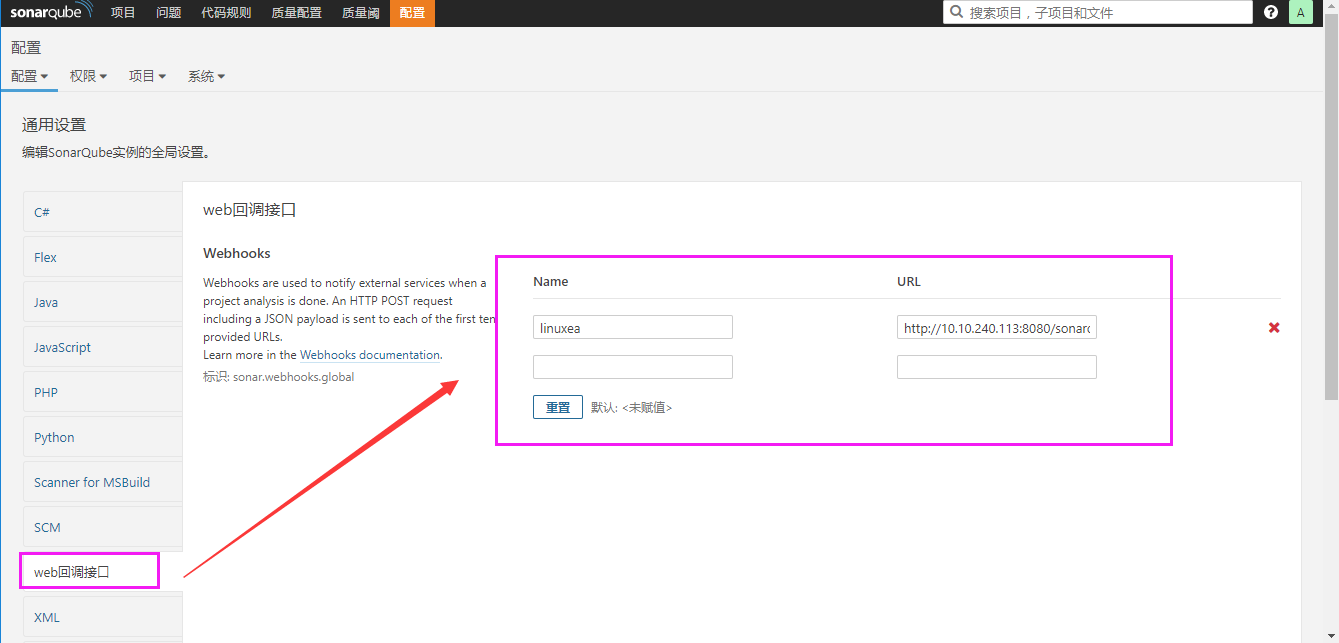 sonarqube 项目 问题 代码规则 质量配置 质量阈 配置 搜索项目，子项目和文件 ? A
配置
配置 权限 项目 系统
通用设置
编辑SonarQube实例的全局设置。
C#
Flex
Java
JavaScript
PHP
Python
Scanner for MSBuild
SCM
web回调接口
XML
web回调接口
Webhooks
Webhooks are used to notify external services when a
project analysis is done. An HTTP POST request
including a JSON payload is sent to each of the first ten
provided URLs.
Learn more in the Webhooks documentation.
标识: sonar.webhooks.global
Name URL
linuxea http://10.10.240.113:8080/sonarq
重置 默认: <未赋值>